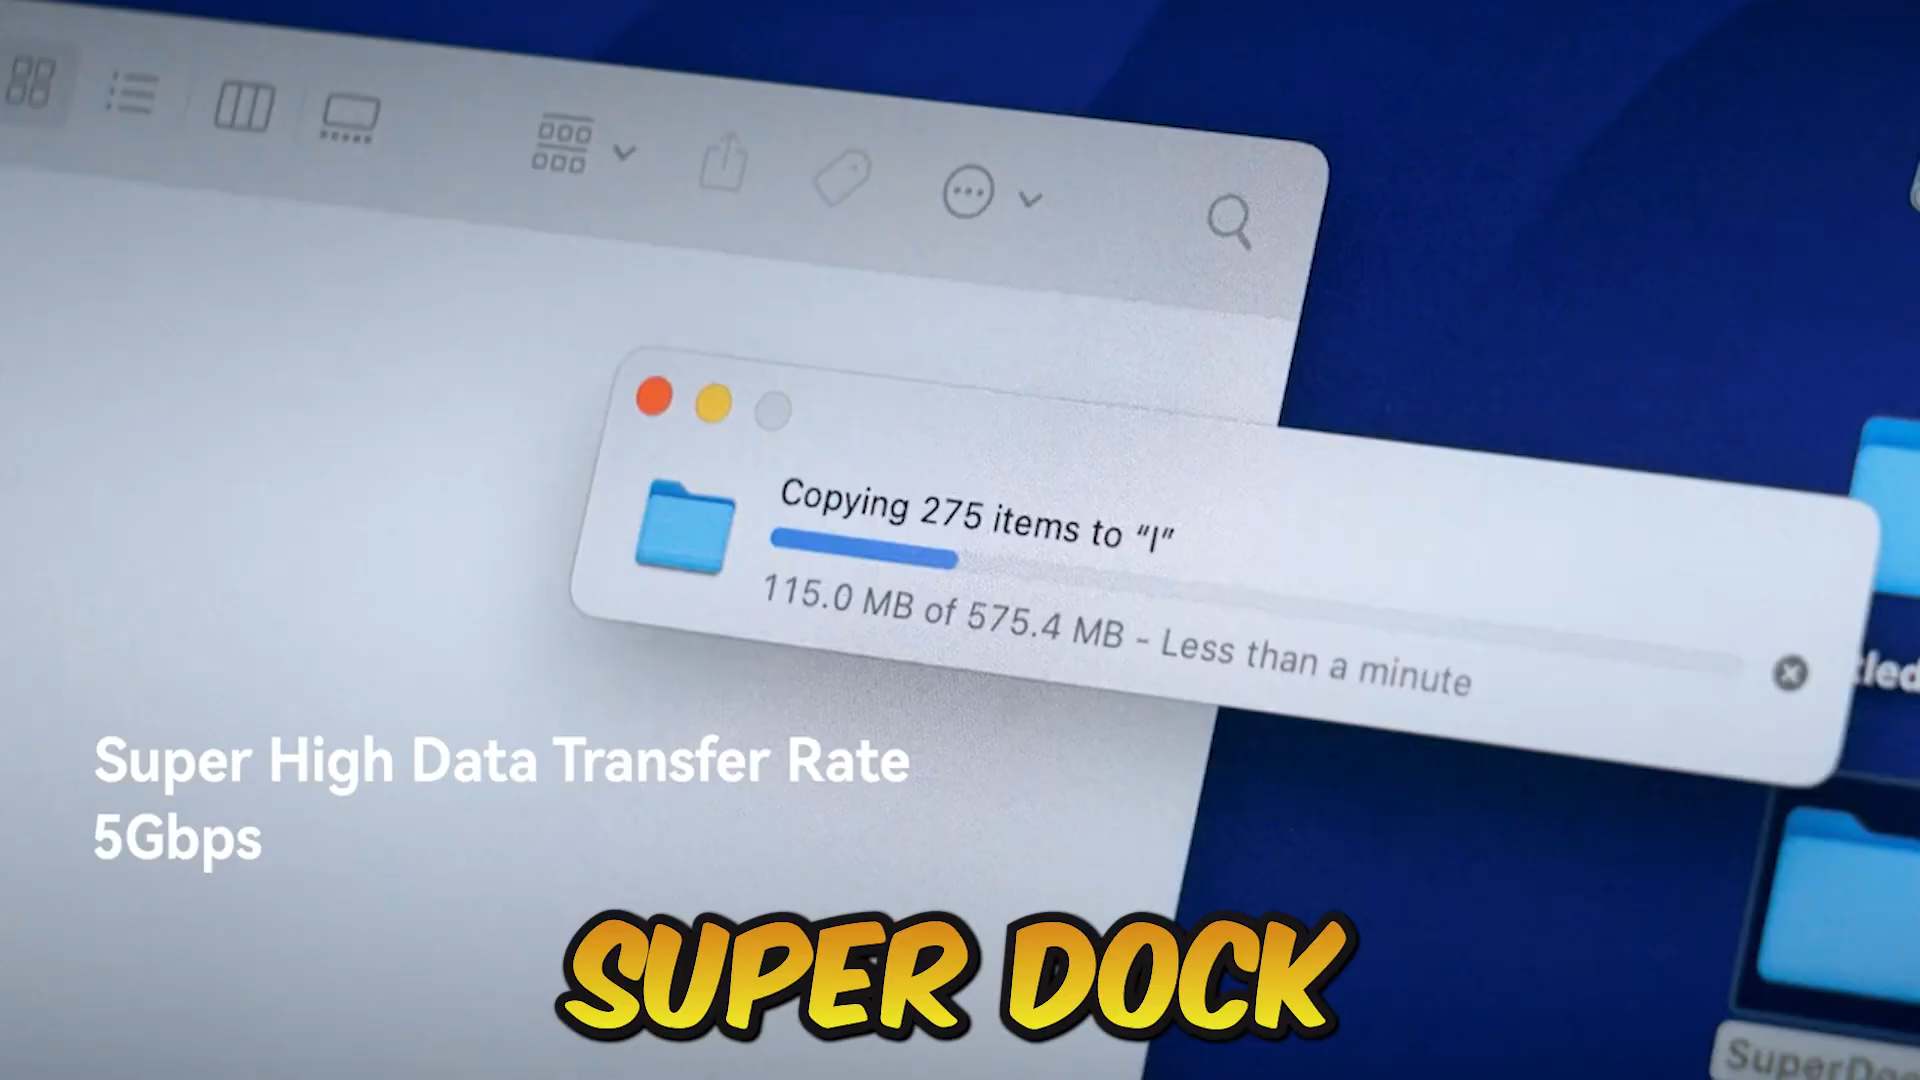 Copying 275 items to “I”
115.0 MB of 575.4 MB - Less than a minute
Super High Data Transfer Rate
5Gbps
SUPER DOCK